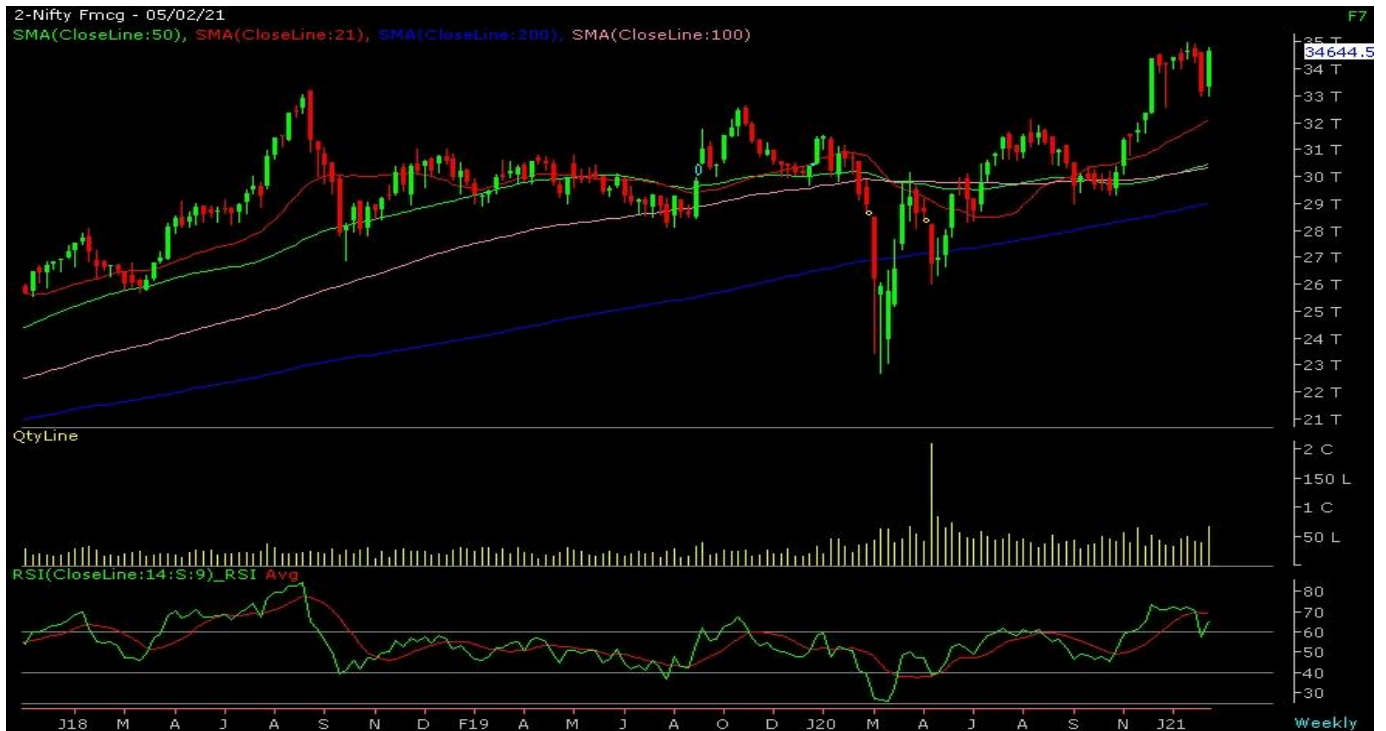 2-Nifty Fmcg - 05/02/21
F7
SMA(CloseLine:50), SMA(CloseLine:21), SMA(CloseLine:200), SMA(CloseLine:100)
35 T
34644.5
34 T
33 T
32 T
31 T
30 T
29 T
28 T
27 T
26 T
25 T
24 T
23 T
22 T
21 T
QtyLine
2 C
150 L
1 C
50 L
RSI(CloseLine:14:S:9)_RSI Avg
80
70
60
50
40
30
J18 M A J A S N D F19 A M J A O D J20 M A J A S N J21
Weekly